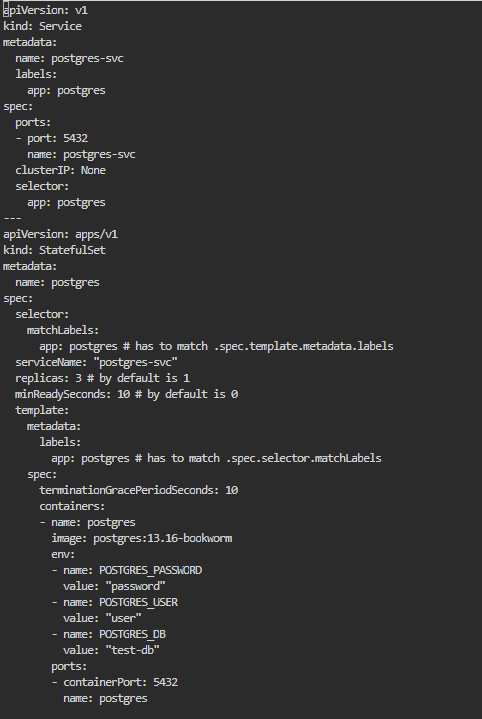 apiVersion: v1
kind: Service
metadata:
  name: postgres-svc
  labels:
    app: postgres
spec:
  ports:
  - port: 5432
    name: postgres-svc
  clusterIP: None
  selector:
    app: postgres
---
apiVersion: apps/v1
kind: StatefulSet
metadata:
  name: postgres
spec:
  selector:
    matchLabels:
      app: postgres # has to match .spec.template.metadata.labels
  serviceName: "postgres-svc"
  replicas: 3 # by default is 1
  minReadySeconds: 10 # by default is 0
  template:
    metadata:
      labels:
        app: postgres # has to match .spec.selector.matchLabels
    spec:
      terminationGracePeriodSeconds: 10
      containers:
      - name: postgres
        image: postgres:13.16-bookworm
        env:
        - name: POSTGRES_PASSWORD
          value: "password"
        - name: POSTGRES_USER
          value: "user"
        - name: POSTGRES_DB
          value: "test-db"
        ports:
        - containerPort: 5432
          name: postgres